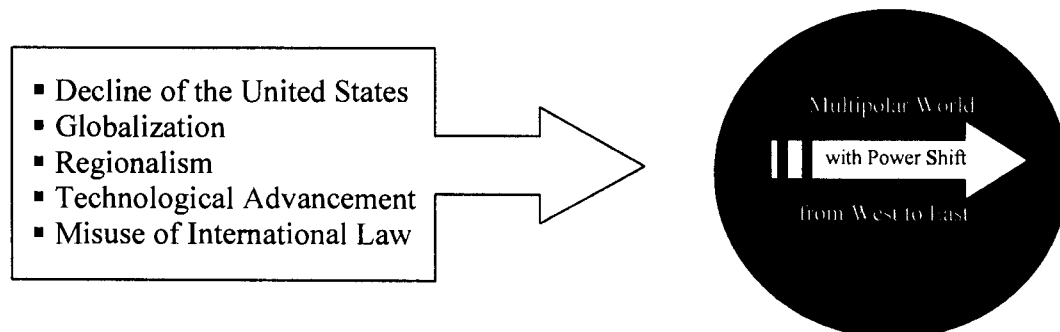 ▪ Decline of the United States
▪ Globalization
▪ Regionalism
▪ Technological Advancement
▪ Misuse of International Law
Multipolar World
with Power Shift
from West to East